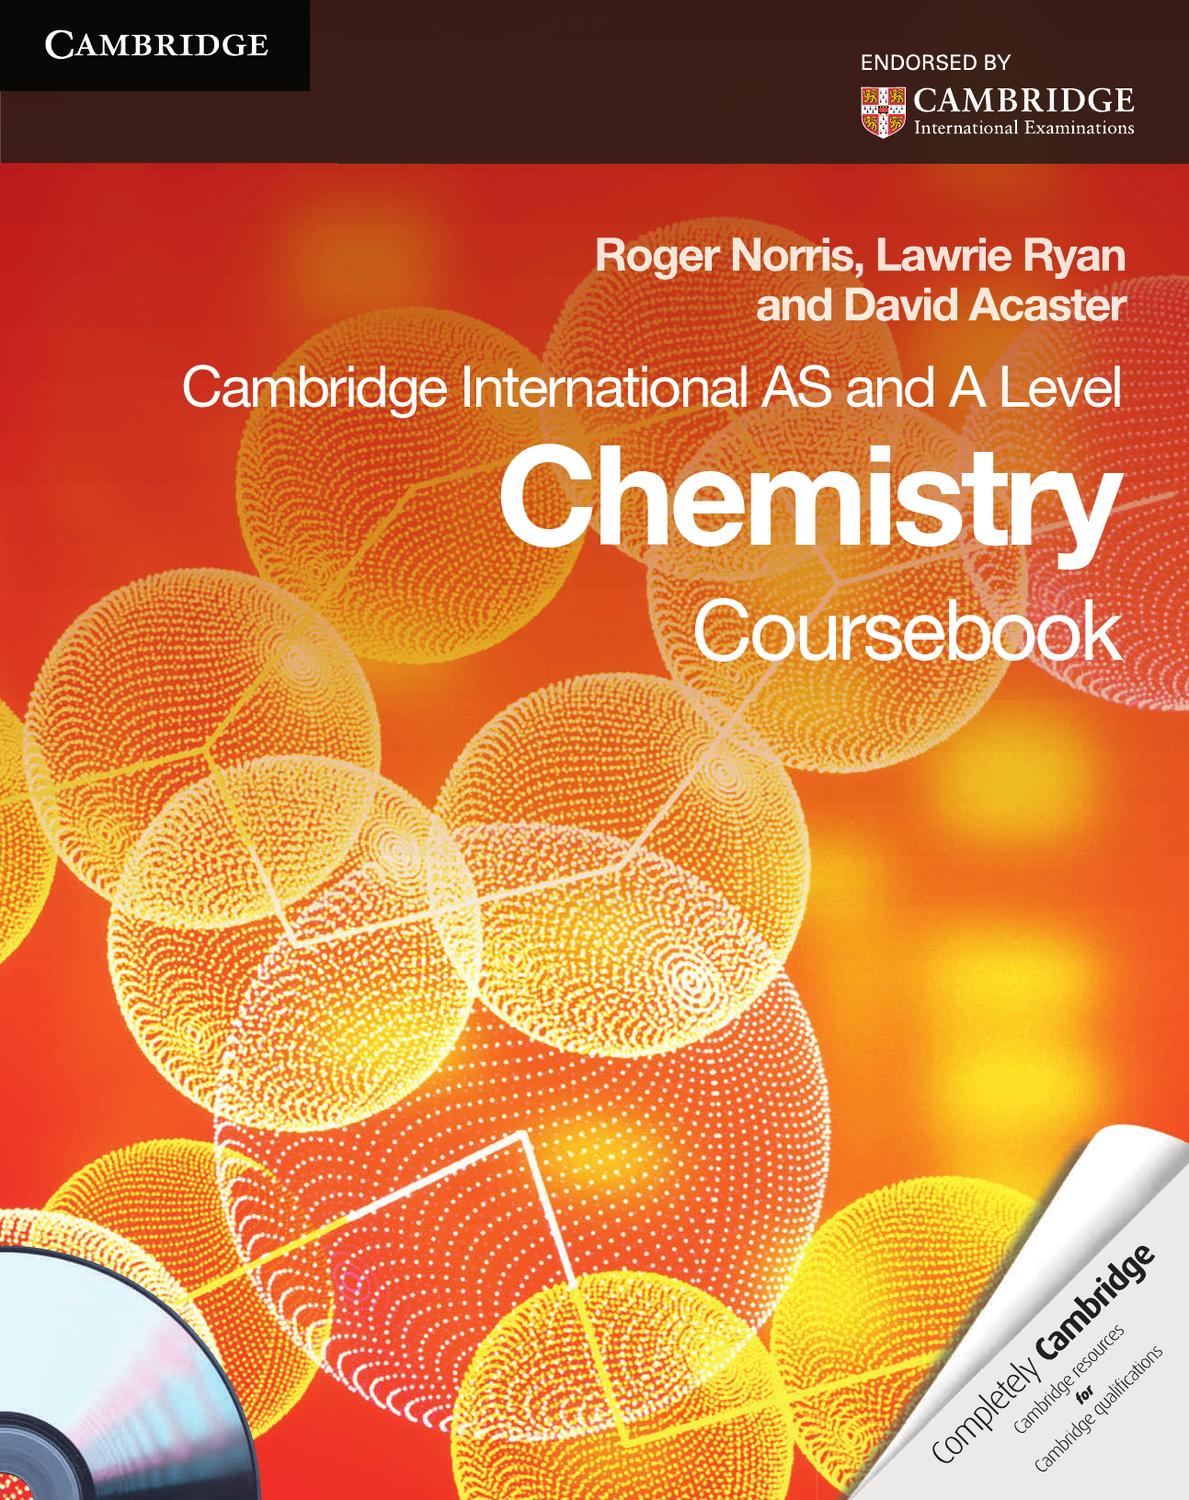 CAMBRIDGE
ENDORSED BY
CAMBRIDGE
International Examinations
Roger Norris, Lawrie Ryan
and David Acaster
Cambridge International AS and A Level
Chemistry
Coursebook
Completely Cambridge
Cambridge resources
for
Cambridge qualifications